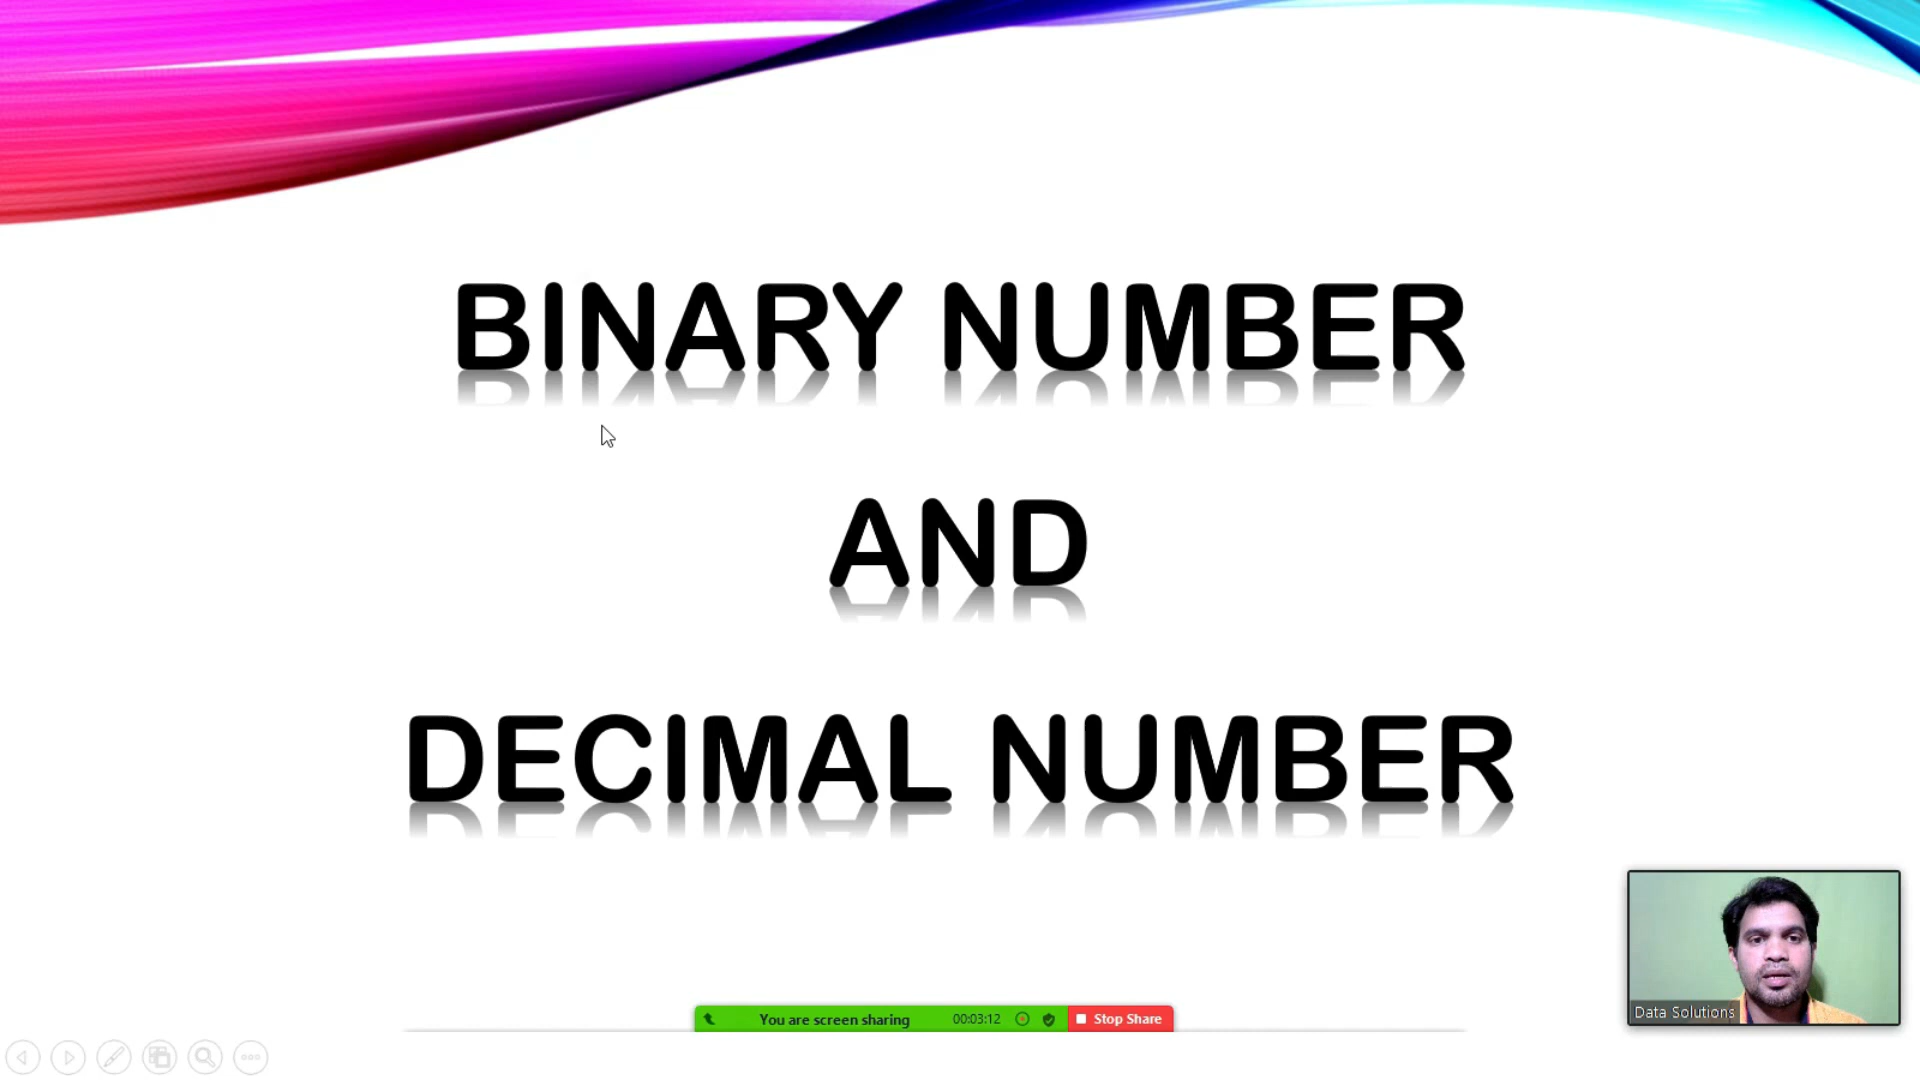 BINARY NUMBER
AND
DECIMAL NUMBER
Data Solutions
You are screen sharing 00:03:12 Stop Share